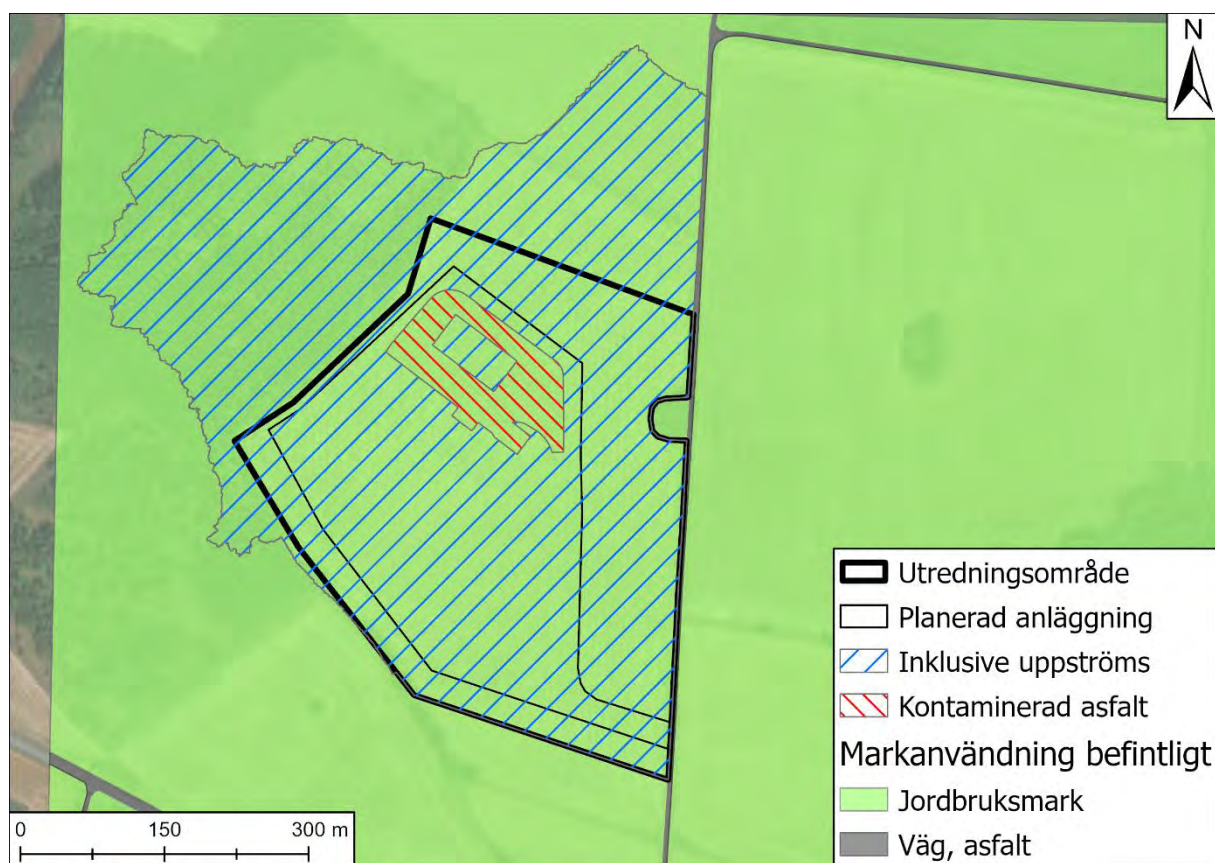 N
Utredningsområde
Planerad anläggning
Inklusive uppströms
Kontaminerad asfalt
Markanvändning befintligt
Jordbruksmark
Väg, asfalt
0 150 300 m